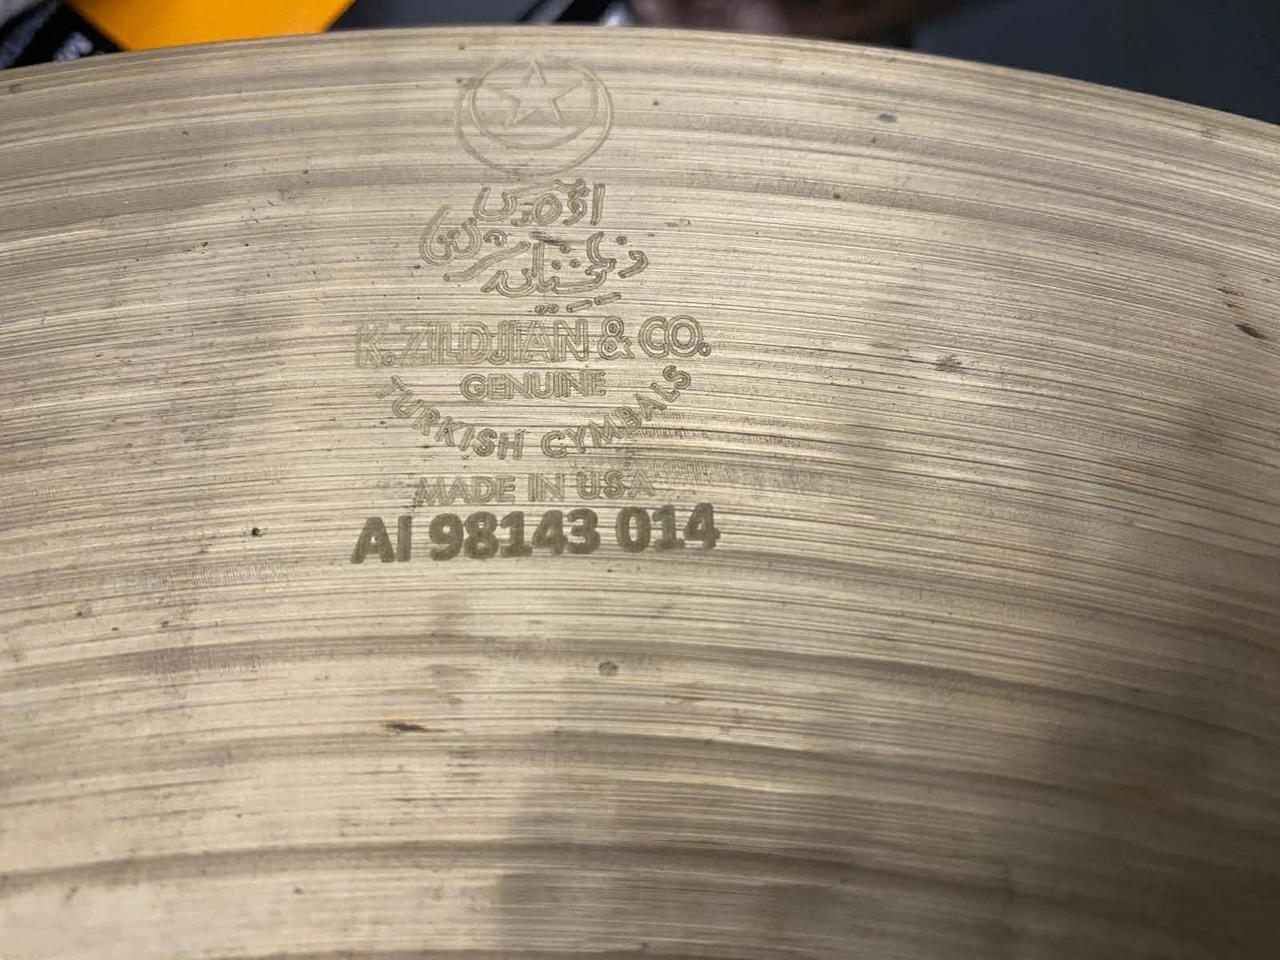 K. ZILDJIAN & CO.
GENUINE
TURKISH CYMBALS
MADE IN USA
AI 98143 014